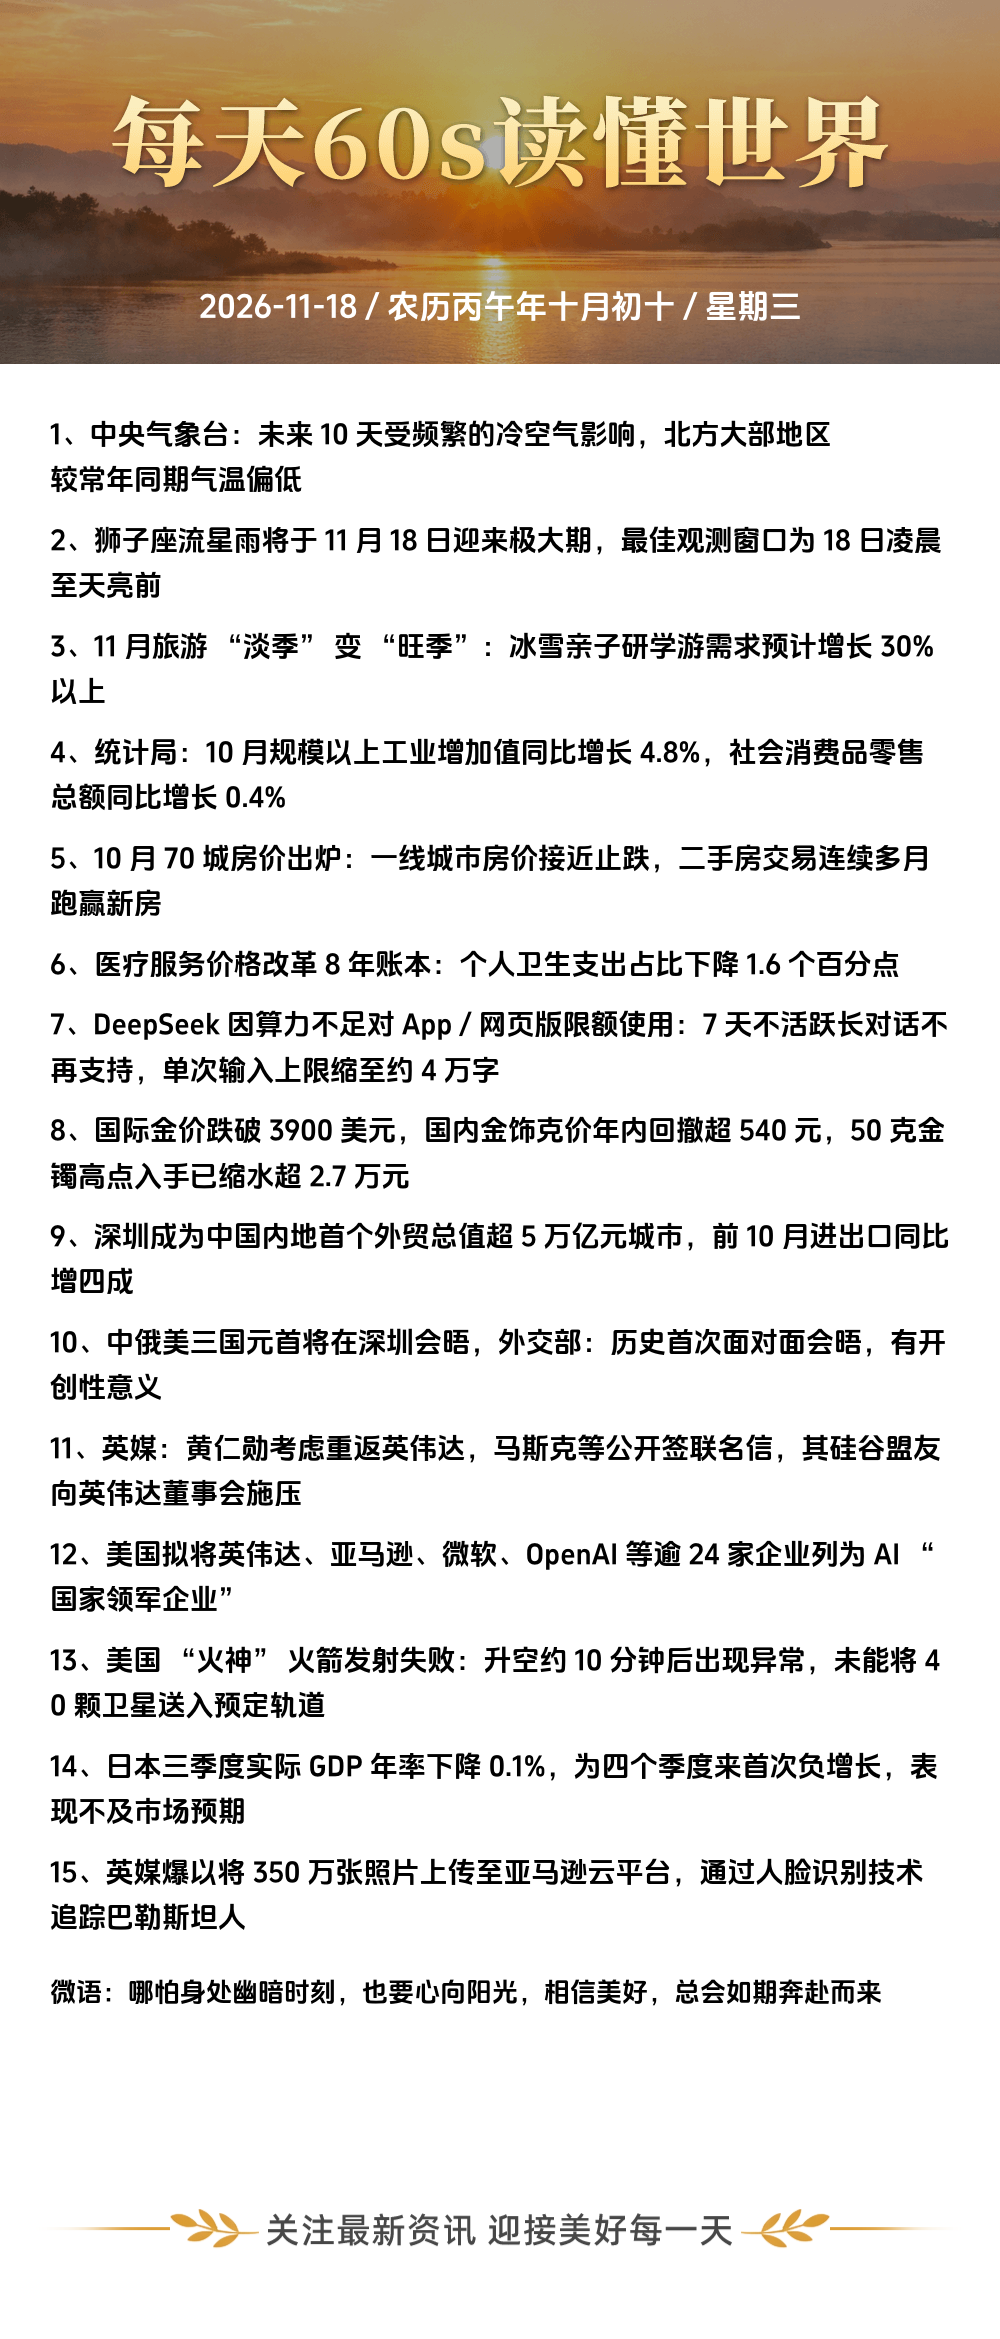 每天60s读懂世界
2026-11-18 / 农历丙午年十月初十 / 星期三
1、中央气象台：未来 10 天受频繁的冷空气影响，北方大部地区
较常年同期气温偏低
2、狮子座流星雨将于 11 月 18 日迎来极大期，最佳观测窗口为 18 日凌晨
至天亮前
3、11 月旅游 “淡季” 变 “旺季”：冰雪亲子研学游需求预计增长 30%
以上
4、统计局：10 月规模以上工业增加值同比增长 4.8%，社会消费品零售
总额同比增长 0.4%
5、10 月 70 城房价出炉：一线城市房价接近止跌，二手房交易连续多月
跑赢新房
6、医疗服务价格改革 8 年账本：个人卫生支出占比下降 1.6 个百分点
7、DeepSeek 因算力不足对 App / 网页版限额使用：7 天不活跃长对话不
再支持，单次输入上限缩至约 4 万字
8、国际金价跌破 3900 美元，国内金饰克价年内回撤超 540 元，50 克金
镯高点入手已缩水超 2.7 万元
9、深圳成为中国内地首个外贸总值超 5 万亿元城市，前 10 月进出口同比
增四成
10、中俄美三国元首将在深圳会晤，外交部：历史首次面对面会晤，有开
创性意义
11、英媒：黄仁勋考虑重返英伟达，马斯克等公开签联名信，其硅谷盟友
向英伟达董事会施压
12、美国拟将英伟达、亚马逊、微软、OpenAI 等逾 24 家企业列为 AI “
国家领军企业”
13、美国 “火神” 火箭发射失败：升空约 10 分钟后出现异常，未能将 4
0 颗卫星送入预定轨道
14、日本三季度实际 GDP 年率下降 0.1%，为四个季度来首次负增长，表
现不及市场预期
15、英媒爆以将 350 万张照片上传至亚马逊云平台，通过人脸识别技术
追踪巴勒斯坦人
微语：哪怕身处幽暗时刻，也要心向阳光，相信美好，总会如期奔赴而来
关注最新资讯 迎接美好每一天